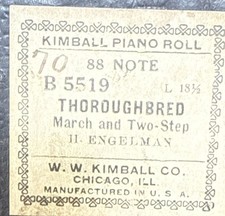 KIMBALL PIANO ROLL
70 88 NOTE
B 5519 L 18½
THOROUGHBRED
March and Two-Step
H. ENGELMAN
W. W. KIMBALL CO.
CHICAGO, ILL.
MANUFACTURED IN U. S. A.